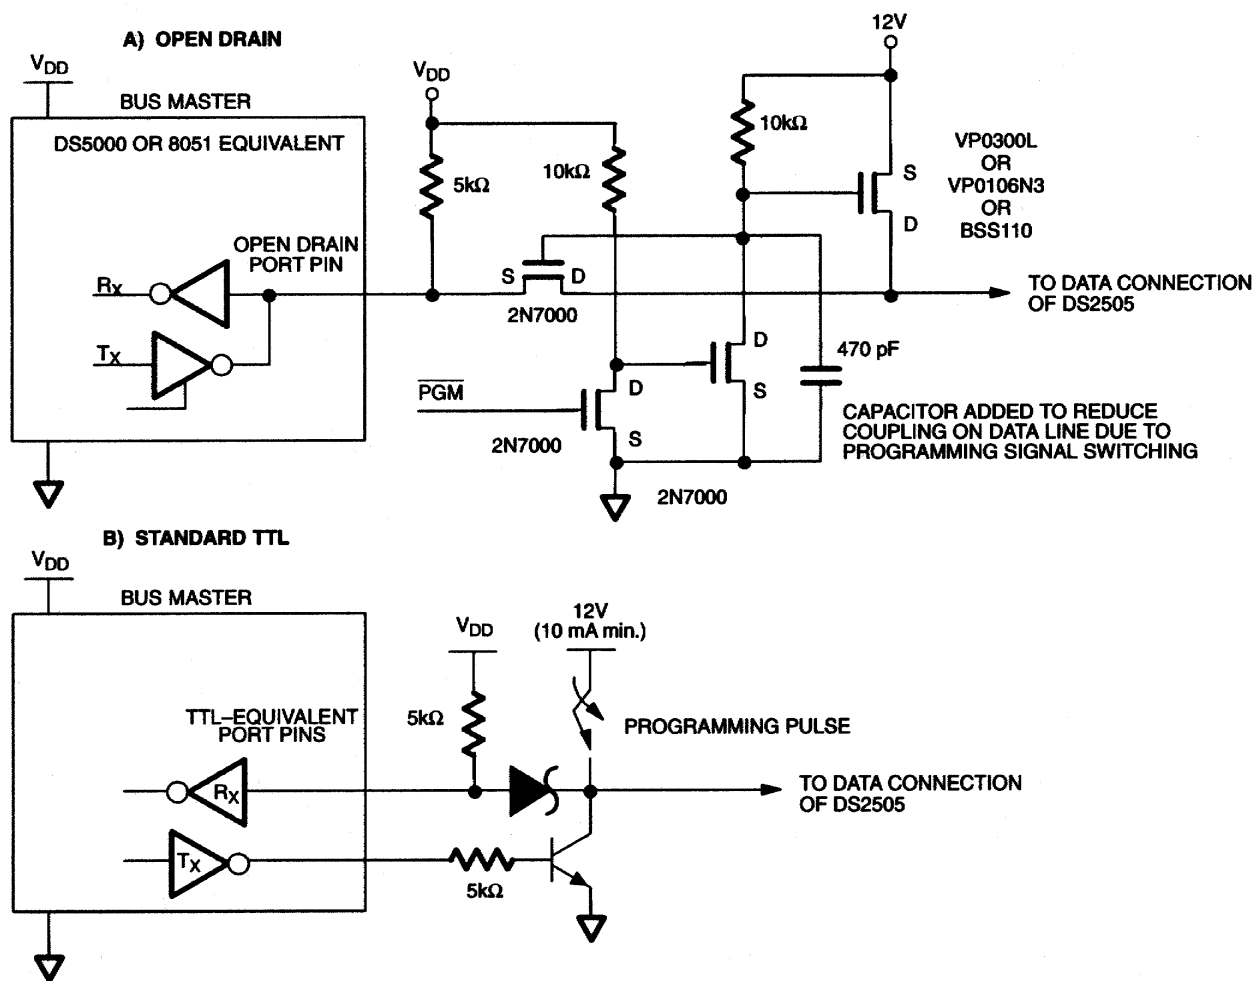 A) OPEN DRAIN
12V
VDD
VDD
BUS MASTER
DS5000 OR 8051 EQUIVALENT
10kΩ
VP0300L
OR
VP0106N3
OR
BSS110
5kΩ
10kΩ
S
D
OPEN DRAIN
PORT PIN
S
D
RX
2N7000
TO DATA CONNECTION
OF DS2505
TX
D
S
470 pF
PGM
D
S
2N7000
CAPACITOR ADDED TO REDUCE
COUPLING ON DATA LINE DUE TO
PROGRAMMING SIGNAL SWITCHING
2N7000
B) STANDARD TTL
VDD
BUS MASTER
VDD
12V
(10 mA min.)
5kΩ
TTL–EQUIVALENT
PORT PINS
PROGRAMMING PULSE
RX
TO DATA CONNECTION
OF DS2505
TX
5kΩ